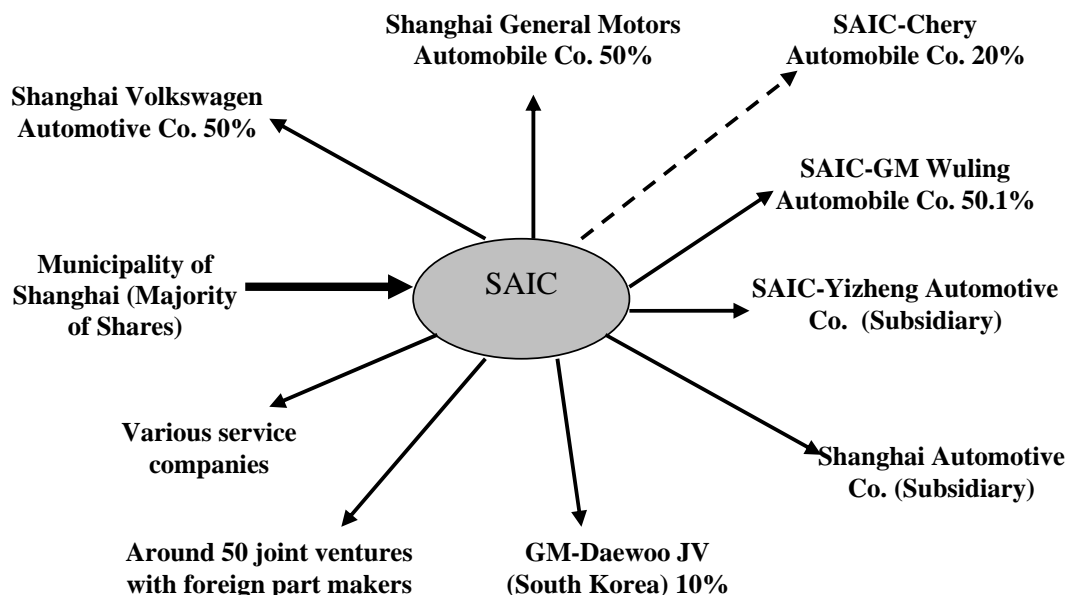 Shanghai General Motors
Automobile Co. 50%
SAIC-Chery
Automobile Co. 20%
Shanghai Volkswagen
Automotive Co. 50%
SAIC-GM Wuling
Automobile Co. 50.1%
Municipality of
Shanghai (Majority
of Shares)
SAIC
SAIC-Yizheng Automotive
Co. (Subsidiary)
Various service
companies
Shanghai Automotive
Co. (Subsidiary)
Around 50 joint ventures
with foreign part makers
GM-Daewoo JV
(South Korea) 10%